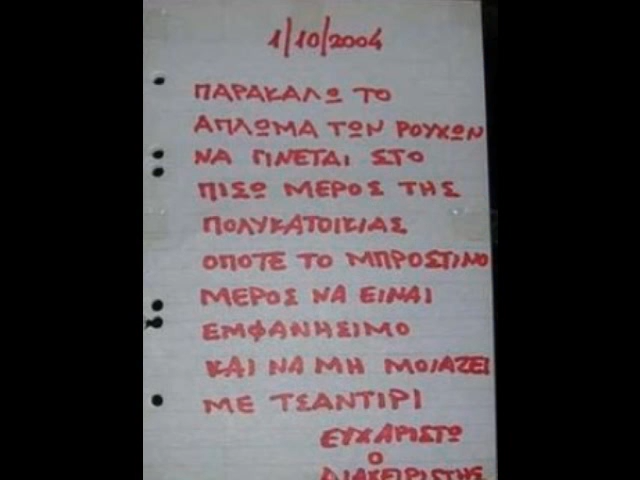 1/10/2004
ΠΑΡΑΚΑΛΩ ΤΟ
ΑΠΛΩΜΑ ΤΩΝ ΡΟΥΧΩΝ
ΝΑ ΓΙΝΕΤΑΙ ΣΤΟ
ΠΙΣΩ ΜΕΡΟΣ ΤΗΣ
ΠΟΛΥΚΑΤΟΙΚΙΑΣ
ΟΠΟΤΕ ΤΟ ΜΠΡΟΣΤΙΝΟ
ΜΕΡΟΣ ΝΑ ΕΙΝΑΙ
ΕΜΦΑΝΗΣΙΜΟ
ΚΑΙ ΝΑ ΜΗ ΜΟΙΑΖΕΙ
ΜΕ ΤΣΑΝΤΙΡΙ
ΕΥΧΑΡΙΣΤΩ
Ο
ΔΙΑΧΕΙΡΙΣΤΗΣ